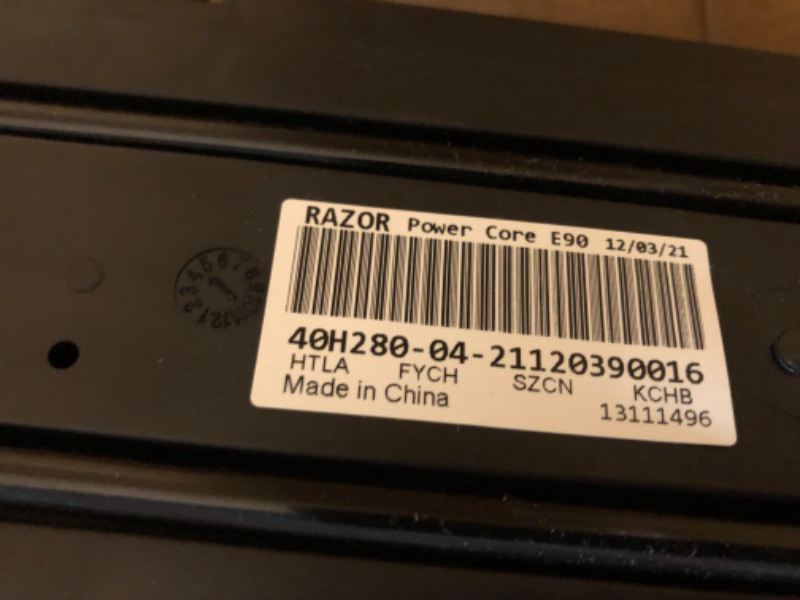 RAZOR Power Core E90 12/03/21
40H280-04-21120390016
HTLA FYCH SZCN KCHB
Made in China 13111496